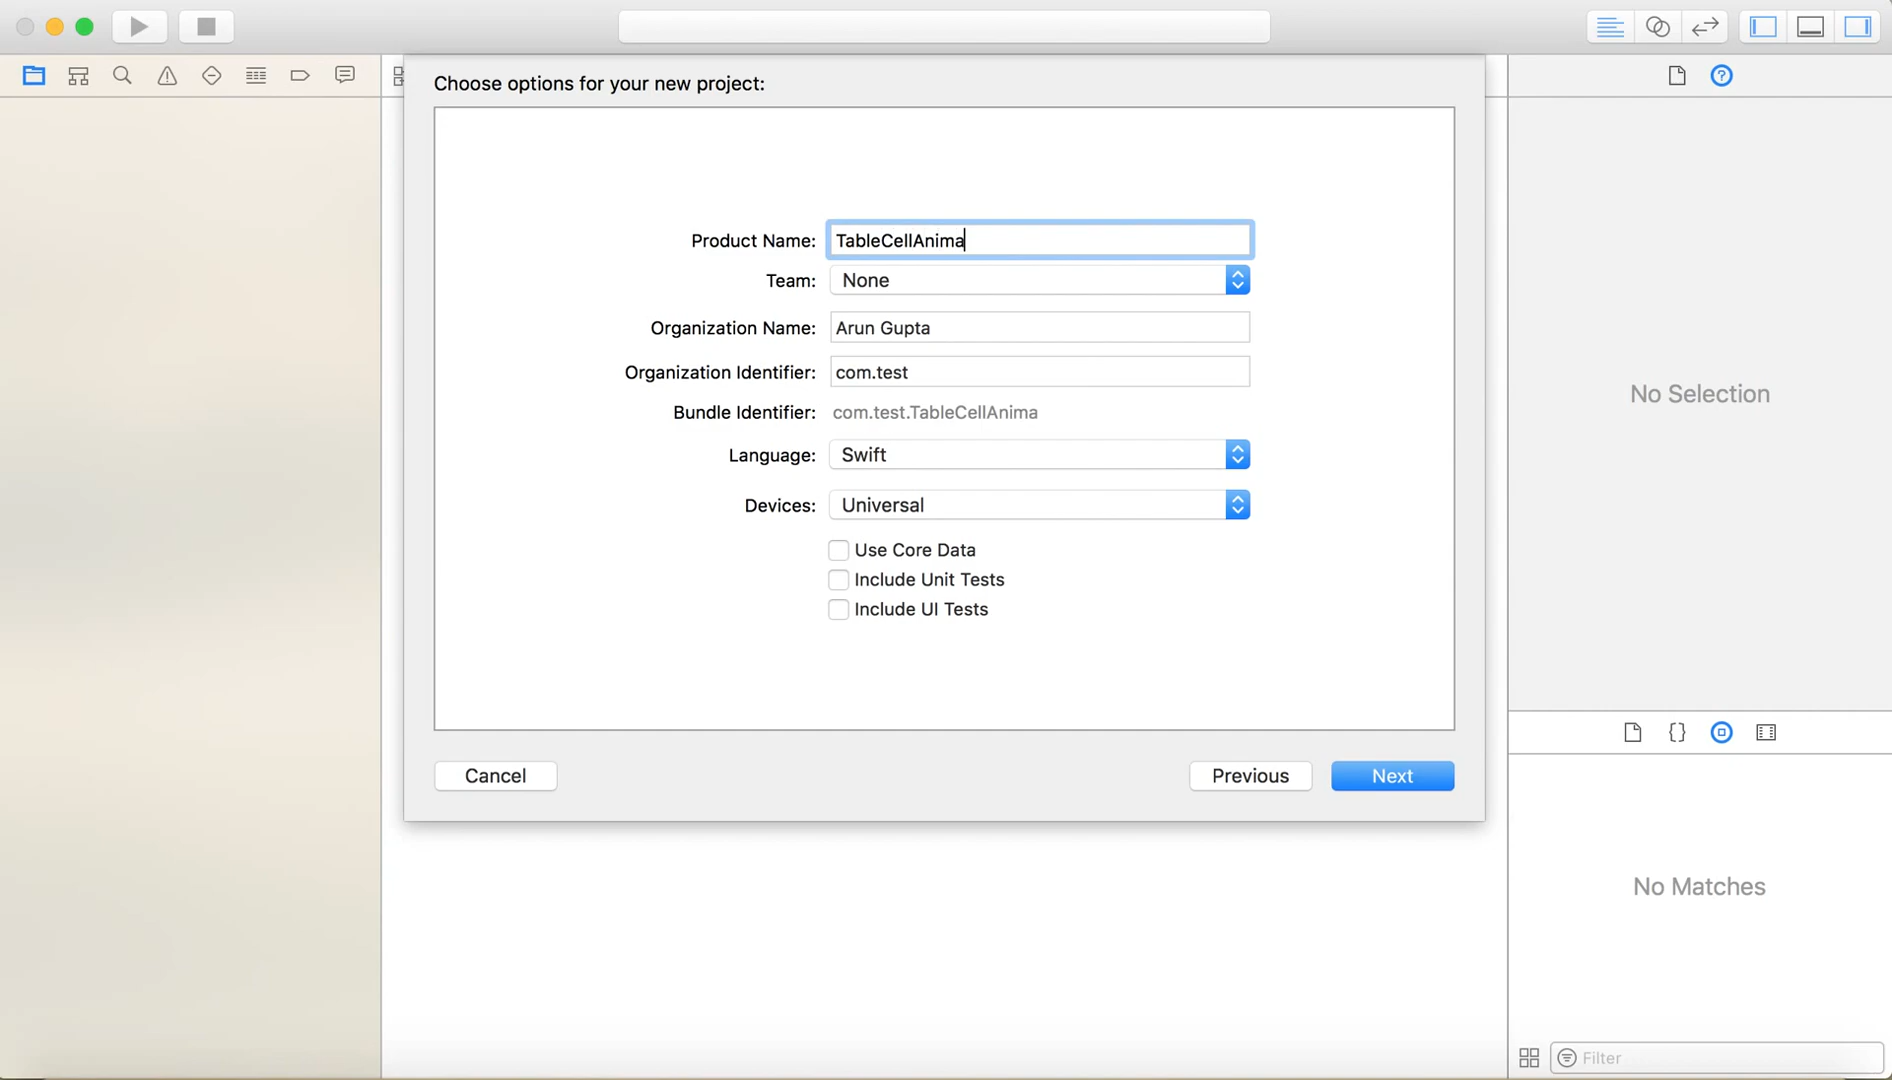 Choose options for your new project:
Product Name: TableCellAnima
Team: None
Organization Name: Arun Gupta
Organization Identifier: com.test
Bundle Identifier: com.test.TableCellAnima
Language: Swift
Devices: Universal
Use Core Data
Include Unit Tests
Include UI Tests
Cancel Previous Next
No Selection
No Matches
Filter